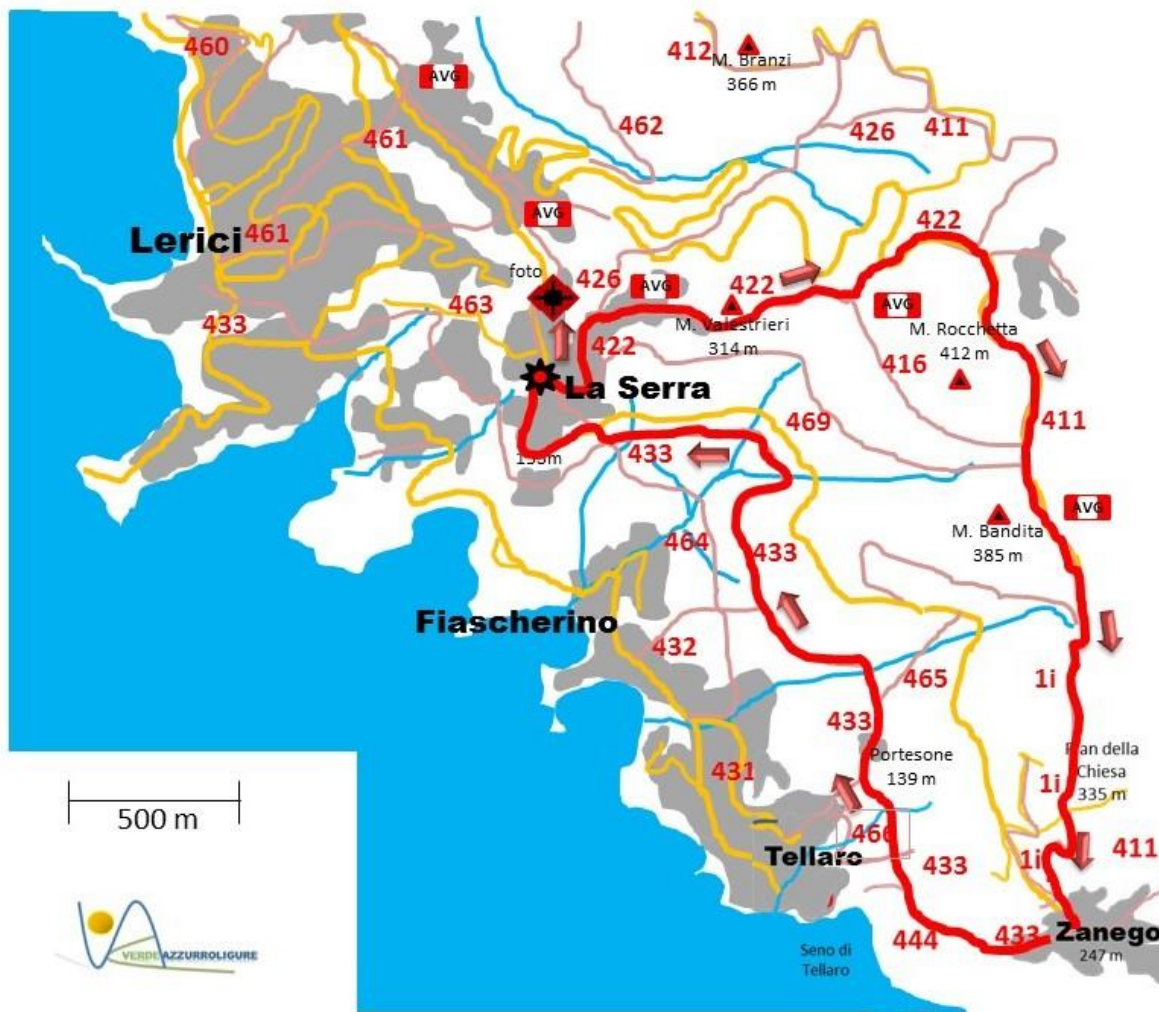 460
412
M. Branzi
366 m
AVG
462
461
426
411
AVG
461
Lerici
422
foto
426
AVG
422
463
AVG
433
M. Valestrieri
314 m
M. Rocchetta
412 m
422
416
La Serra
411
469
433
AVG
M. Bandita
385 m
464
433
Fiascherino
432
465
1i
433
Portesone
139 m
Pian della
Chiesa
335 m
431
1i
500 m
466
Tellaro
433
1i
411
444
433
Zanego
247 m
Seno di
Tellaro
VERDEAZZURROLIGURE